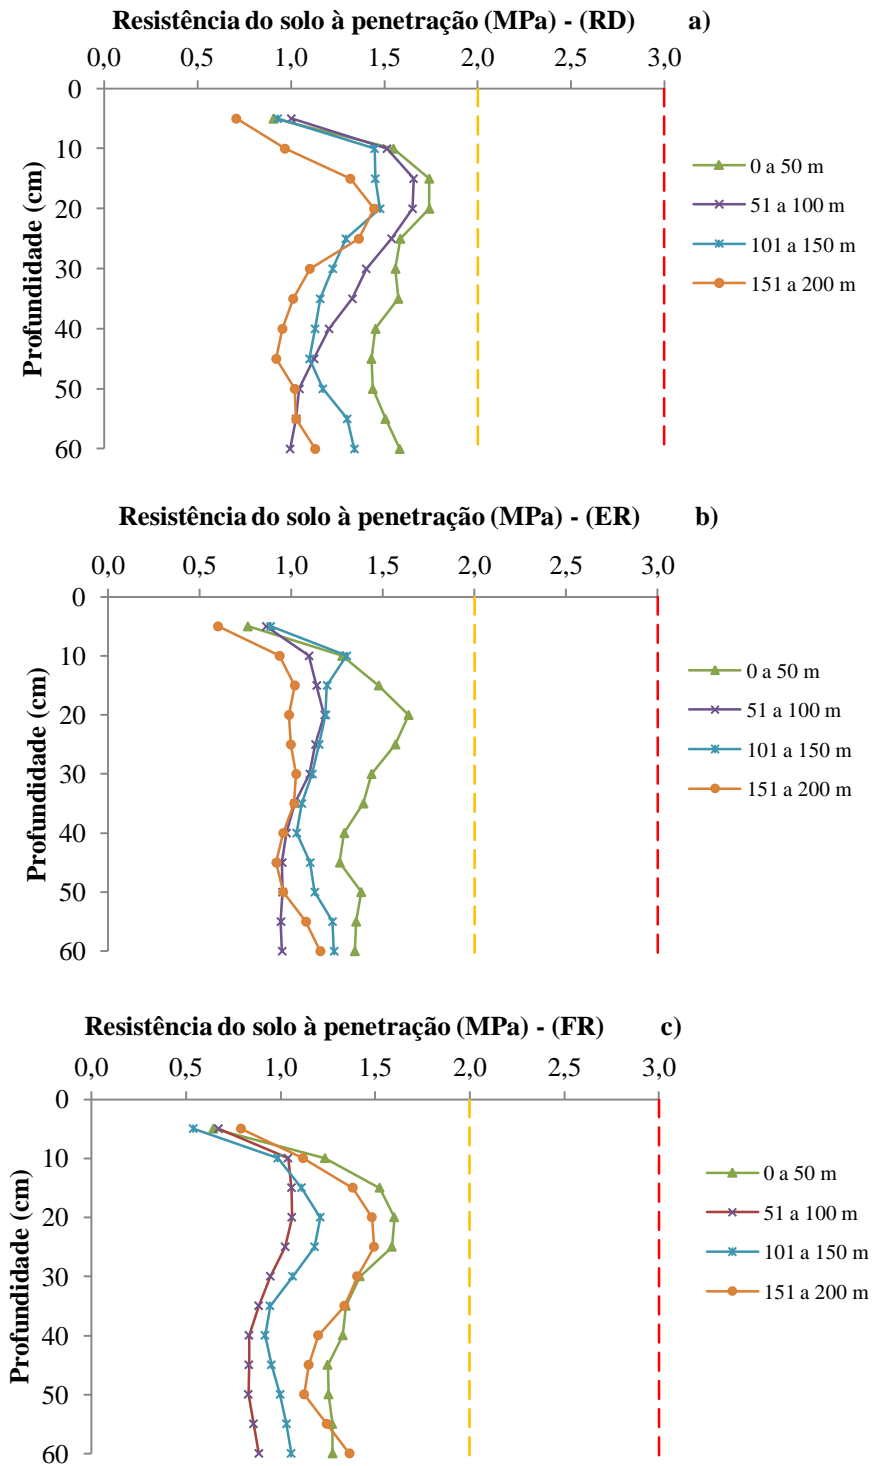 Resistência do solo à penetração (MPa) - (RD) a)
0,0 0,5 1,0 1,5 2,0 2,5 3,0
0
10
20
30
40
50
60
Profundidade (cm)
0 a 50 m
51 a 100 m
101 a 150 m
151 a 200 m
Resistência do solo à penetração (MPa) - (ER) b)
0,0 0,5 1,0 1,5 2,0 2,5 3,0
0
10
20
30
40
50
60
Profundidade (cm)
0 a 50 m
51 a 100 m
101 a 150 m
151 a 200 m
Resistência do solo à penetração (MPa) - (FR) c)
0,0 0,5 1,0 1,5 2,0 2,5 3,0
0
10
20
30
40
50
60
Profundidade (cm)
0 a 50 m
51 a 100 m
101 a 150 m
151 a 200 m